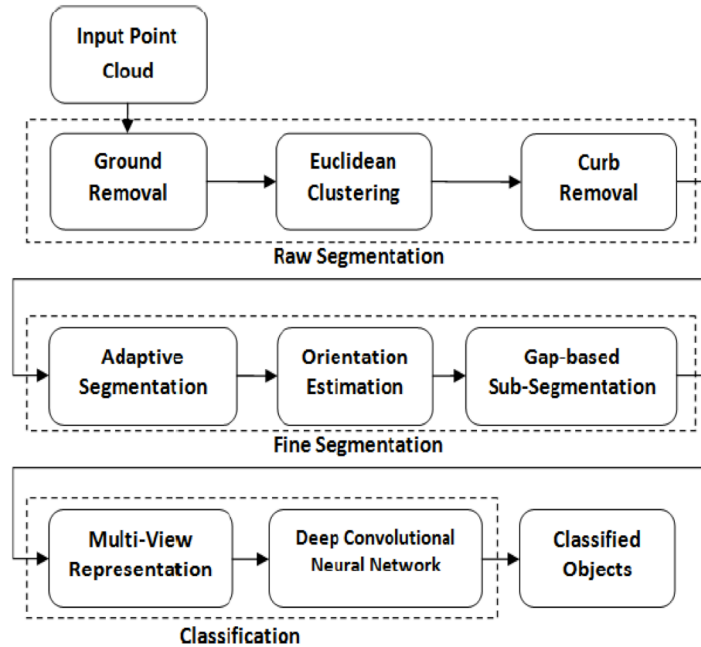 Input Point
Cloud
Ground
Removal
Euclidean
Clustering
Curb
Removal
Raw Segmentation
Adaptive
Segmentation
Orientation
Estimation
Gap-based
Sub-Segmentation
Fine Segmentation
Multi-View
Representation
Deep Convolutional
Neural Network
Classified
Objects
Classification